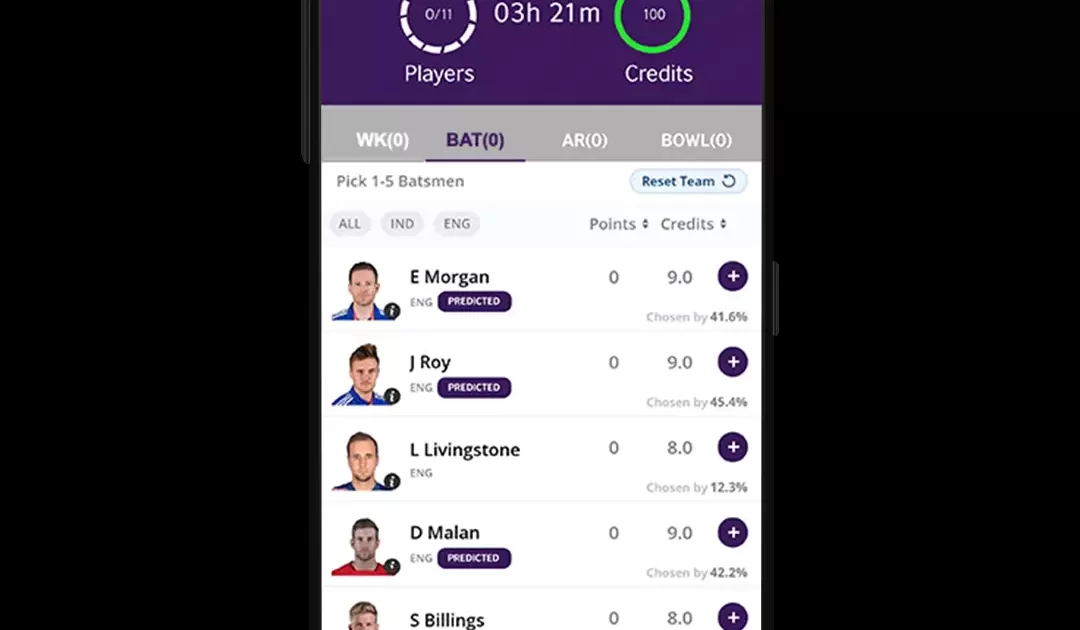 0/11 03h 21m 100
Players Credits
WK(0) BAT(0) AR(0) BOWL(0)
Pick 1-5 Batsmen Reset Team
ALL IND ENG Points Credits
E Morgan 0 9.0 +
ENG PREDICTED
Chosen by 41.6%
J Roy 0 9.0 +
ENG PREDICTED
Chosen by 45.4%
L Livingstone 0 8.0 +
ENG
Chosen by 12.3%
D Malan 0 9.0 +
ENG PREDICTED
Chosen by 42.2%
S Billings 0 8.0 +